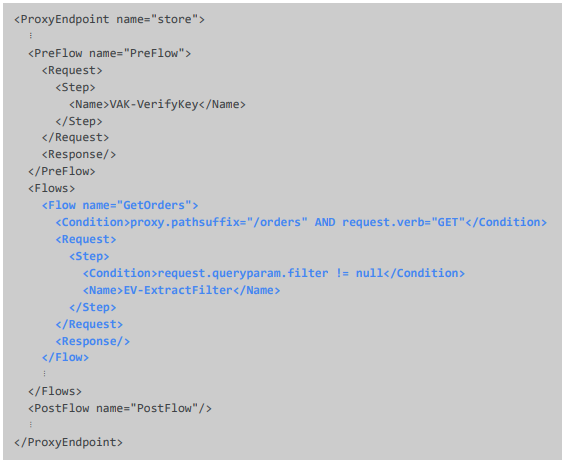 <ProxyEndpoint name="store">
⋮
<PreFlow name="PreFlow">
<Request>
<Step>
<Name>VAK-VerifyKey</Name>
</Step>
</Request>
<Response/>
</PreFlow>
<Flows>
<Flow name="GetOrders">
<Condition>proxy.pathsuffix="/orders" AND request.verb="GET"</Condition>
<Request>
<Step>
<Condition>request.queryparam.filter != null</Condition>
<Name>EV-ExtractFilter</Name>
</Step>
</Request>
<Response/>
</Flow>
⋮
</Flows>
<PostFlow name="PostFlow"/>
⋮
</ProxyEndpoint>